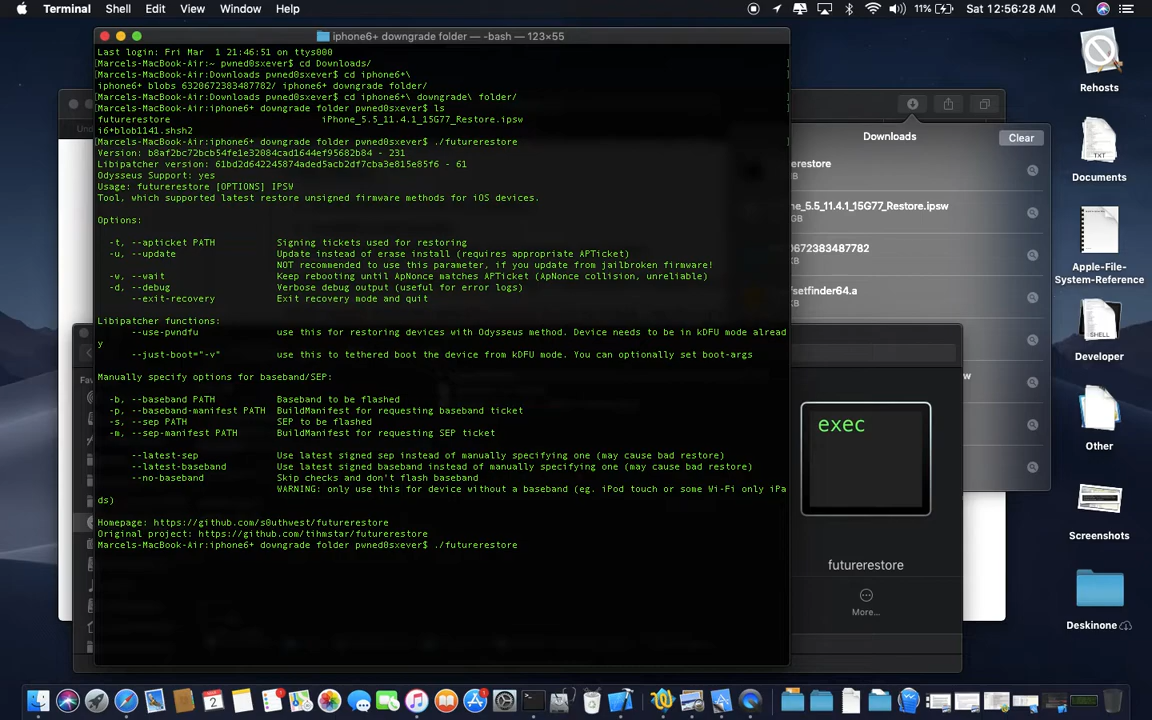 Terminal Shell Edit View Window Help
11% Sat 12:56:28 AM
iphone6+ downgrade folder — -bash — 123×55
Last login: Fri Mar  1 21:46:51 on ttys000
[Marcels-MacBook-Air:~ pwned0sxever$ cd Downloads/
[Marcels-MacBook-Air:Downloads pwned0sxever$ cd iphone6+\
iphone6+ blobs 6320672383487782/ iphone6+ downgrade folder/
[Marcels-MacBook-Air:Downloads pwned0sxever$ cd iphone6+\ downgrade\ folder/
[Marcels-MacBook-Air:iphone6+ downgrade folder pwned0sxever$ ls
futurerestore iPhone_5.5_11.4.1_15G77_Restore.ipsw
i6+blob1141.shsh2
[Marcels-MacBook-Air:iphone6+ downgrade folder pwned0sxever$ ./futurerestore
Version: b8af2bc72bcb54fe1e32084cad1644ef95682b84 - 231
Libipatcher version: 61bd2d642245874aded5acb2df7cba3e815e85f6 - 61
Odysseus Support: yes
Usage: futurerestore [OPTIONS] IPSW
Tool, which supported latest restore unsigned firmware methods for iOS devices.
Options:
-t, --apticket PATH Signing tickets used for restoring
-u, --update Update instead of erase install (requires appropriate APTicket)
NOT recommended to use this parameter, if you update from jailbroken firmware!
-w, --wait Keep rebooting until ApNonce matches APTicket (ApNonce collision, unreliable)
-d, --debug Verbose debug output (useful for error logs)
--exit-recovery Exit recovery mode and quit
Libipatcher functions:
--use-pwndfu use this for restoring devices with Odysseus method. Device needs to be in kDFU mode alread
y
--just-boot="-v" use this to tethered boot the device from kDFU mode. You can optionally set boot-args
Manually specify options for baseband/SEP:
-b, --baseband PATH Baseband to be flashed
-p, --baseband-manifest PATH BuildManifest for requesting baseband ticket
-s, --sep PATH SEP to be flashed
-m, --sep-manifest PATH BuildManifest for requesting SEP ticket
--latest-sep Use latest signed sep instead of manually specifying one (may cause bad restore)
--latest-baseband Use latest signed baseband instead of manually specifying one (may cause bad restore)
--no-baseband Skip checks and don't flash baseband
WARNING: only use this for device without a baseband (eg. iPod touch or some Wi-Fi only iPa
ds)
Homepage: https://github.com/s0uthwest/futurerestore
Original project: https://github.com/tihmstar/futurerestore
Marcels-MacBook-Air:iphone6+ downgrade folder pwned0sxever$ ./futurerestore
Downloads
Clear
erestore
ne_5.5_11.4.1_15G77_Restore.ipsw
GB
0672383487782
KB
fsetfinder64.a
KB
w
exec
futurerestore
More...
Rehosts
TXT
Documents
Apple-File-
System-Reference
SHELL
Developer
Other
Screenshots
Deskinone